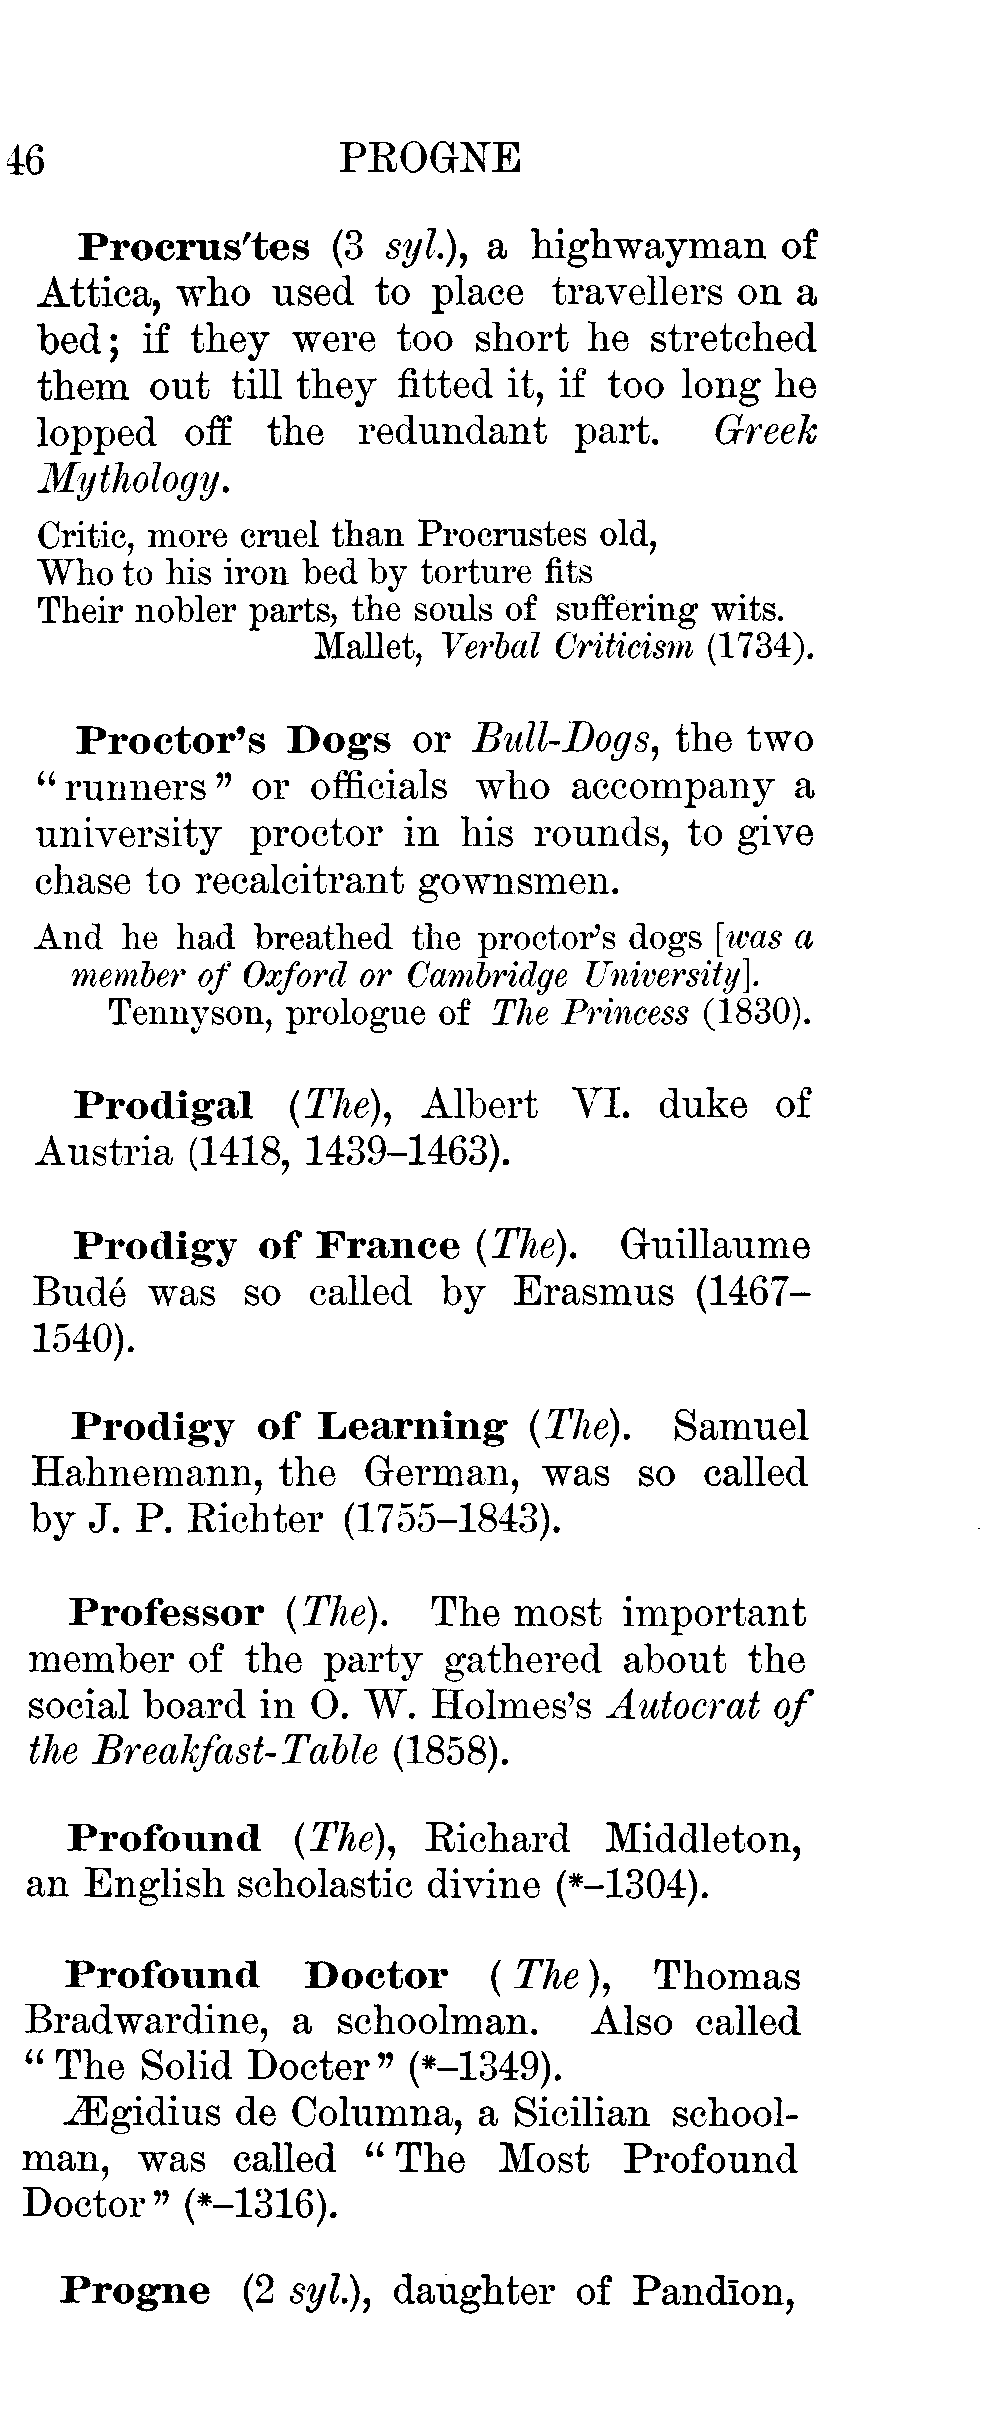 46 PROGNE
Procrus'tes (3 syl.), a highwayman of
Attica, who used to place travellers on a
bed; if they were too short he stretched
them out till they fitted it, if too long he
lopped off the redundant part. Greek
Mythology.
Critic, more cruel than Procrustes old,
Who to his iron bed by torture fits
Their nobler parts, the souls of suffering wits.
Mallet, Verbal Criticism (1734).
Proctor's Dogs or Bull-Dogs, the two
“runners” or officials who accompany a
university proctor in his rounds, to give
chase to recalcitrant gownsmen.
And he had breathed the proctor's dogs [was a
member of Oxford or Cambridge University].
Tennyson, prologue of The Princess (1830).
Prodigal (The), Albert VI. duke of
Austria (1418, 1439–1463).
Prodigy of France (The). Guillaume
Budé was so called by Erasmus (1467–
1540).
Prodigy of Learning (The). Samuel
Hahnemann, the German, was so called
by J. P. Richter (1755–1843).
Professor (The). The most important
member of the party gathered about the
social board in O. W. Holmes's Autocrat of
the Breakfast-Table (1858).
Profound (The), Richard Middleton,
an English scholastic divine (*–1304).
Profound Doctor (The), Thomas
Bradwardine, a schoolman. Also called
“The Solid Docter” (*–1349).
Ægidius de Columna, a Sicilian school-
man, was called “The Most Profound
Doctor” (*–1316).
Progne (2 syl.), daughter of Pandīon,